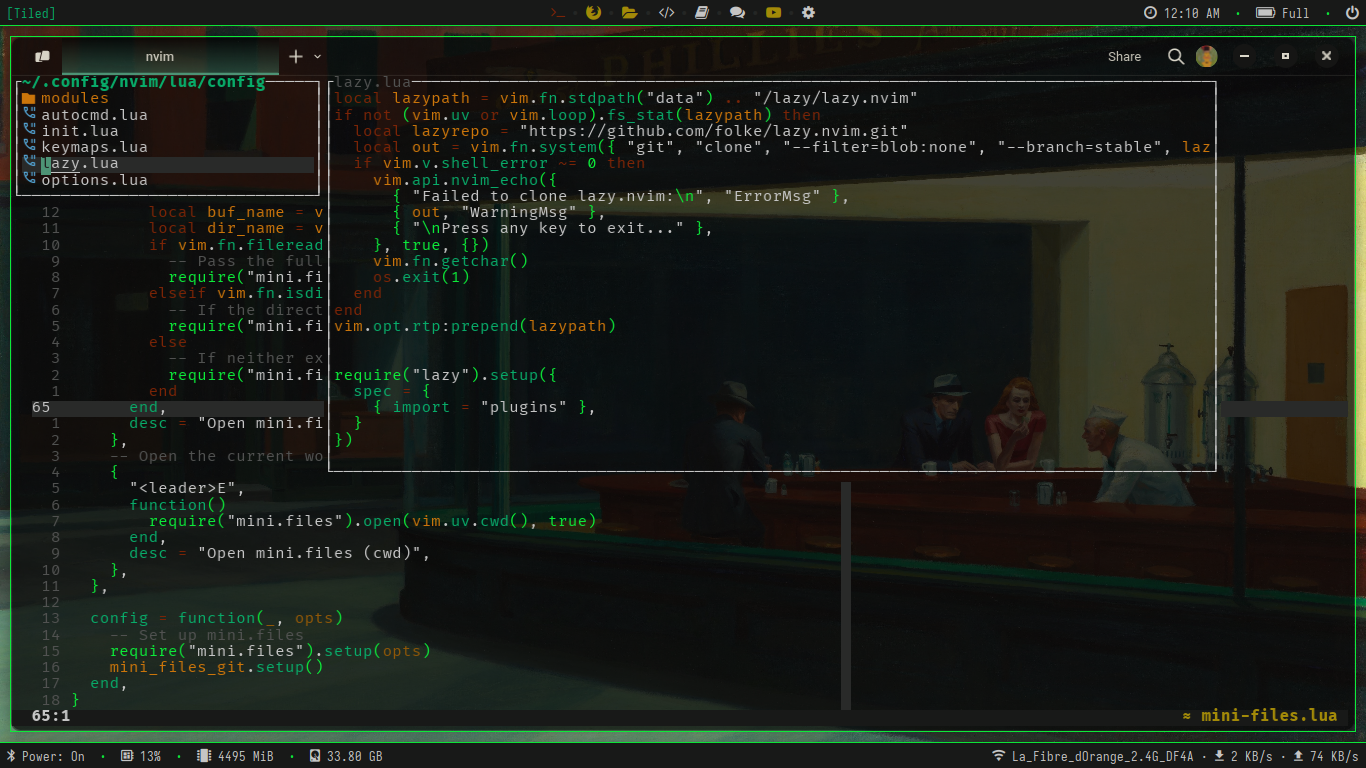 [Tiled]
>_
</>
12:10 AM · Full ·
PHILLIES
nvim
Share
~/.config/nvim/lua/config
modules
autocmd.lua
init.lua
keymaps.lua
lazy.lua
options.lua
lazy.lua
local lazypath = vim.fn.stdpath("data") .. "/lazy/lazy.nvim"
if not (vim.uv or vim.loop).fs_stat(lazypath) then
  local lazyrepo = "https://github.com/folke/lazy.nvim.git"
  local out = vim.fn.system({ "git", "clone", "--filter=blob:none", "--branch=stable", laz
  if vim.v.shell_error ~= 0 then
    vim.api.nvim_echo({
      { "Failed to clone lazy.nvim:\n", "ErrorMsg" },
      { out, "WarningMsg" },
      { "\nPress any key to exit..." },
    }, true, {})
    vim.fn.getchar()
    os.exit(1)
  end
end
vim.opt.rtp:prepend(lazypath)
require("lazy").setup({
  spec = {
    { import = "plugins" },
  }
})
12 local buf_name = v
11 local dir_name = v
10 if vim.fn.fileread
9 -- Pass the full
8 require("mini.fi
7 elseif vim.fn.isdi
6 -- If the direct
5 require("mini.fi
4 else
3 -- If neither ex
2 require("mini.fi
1 end
65 end,
1 desc = "Open mini.fi
2 },
3 -- Open the current wo
4 {
5 "<leader>E",
6 function()
7 require("mini.files").open(vim.uv.cwd(), true)
8 end,
9 desc = "Open mini.files (cwd)",
10 },
11 },
12
13 config = function(_, opts)
14 -- Set up mini.files
15 require("mini.files").setup(opts)
16 mini_files_git.setup()
17 end,
18 }
65:1
≈ mini-files.lua
Power: On · 13% · 4495 MiB · 33.80 GB
La_Fibre_dOrange_2.4G_DF4A · 2 KB/s · 74 KB/s